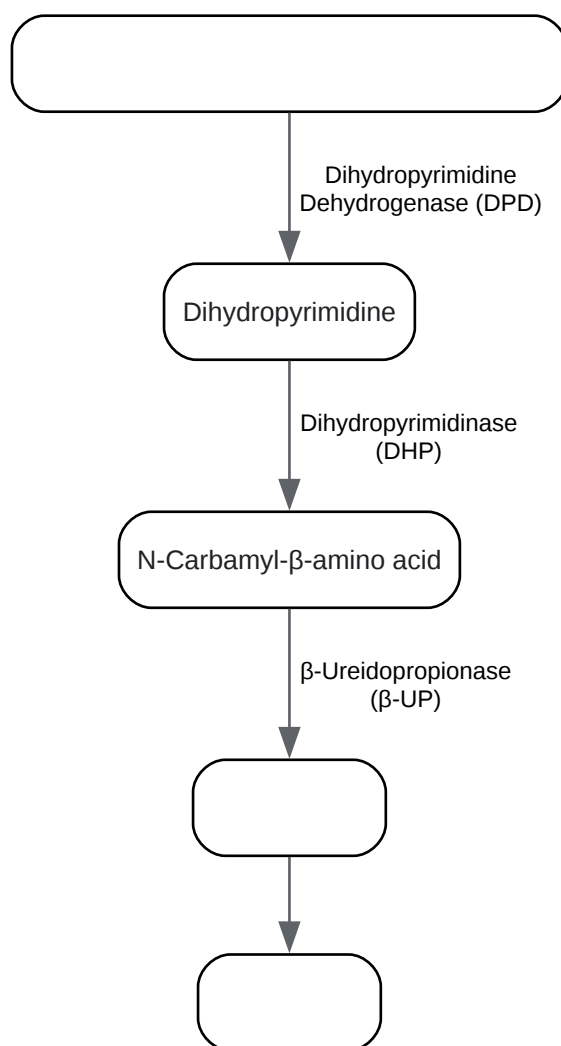 Dihydropyrimidine
Dehydrogenase (DPD)
Dihydropyrimidine
Dihydropyrimidinase
(DHP)
N-Carbamyl-β-amino acid
β-Ureidopropionase
(β-UP)